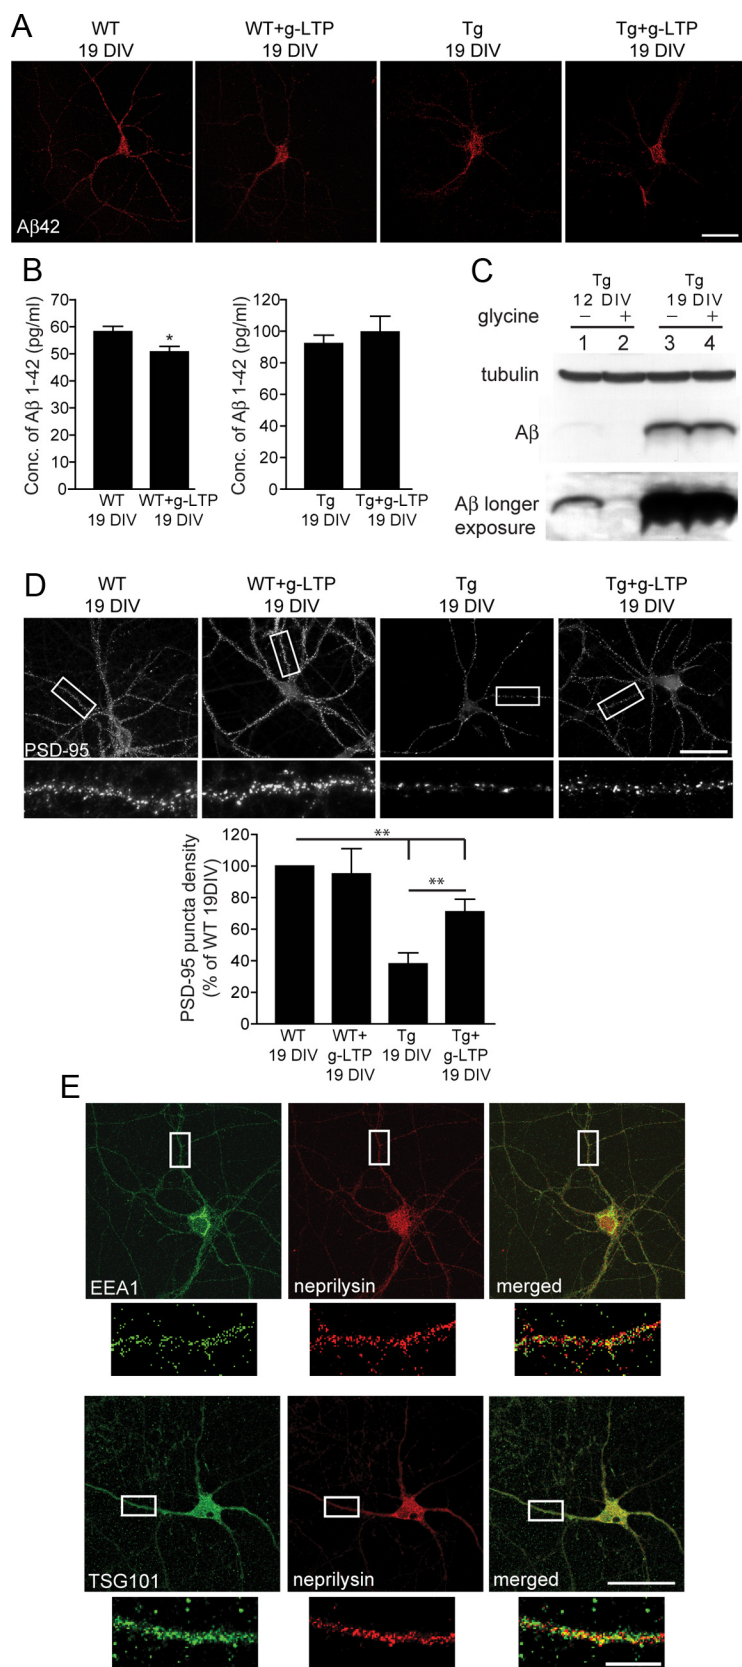 A
WT
19 DIV
WT+g-LTP
19 DIV
Tg
19 DIV
Tg+g-LTP
19 DIV
Aβ42
B
Conc. of Aβ 1-42 (pg/ml)
70
60
50
40
30
20
10
0
*
WT
19 DIV
WT+g-LTP
19 DIV
Conc. of Aβ 1-42 (pg/ml)
120
100
80
60
40
20
0
Tg
19 DIV
Tg+g-LTP
19 DIV
C
Tg
12 DIV
Tg
19 DIV
glycine
− + − +
1 2 3 4
tubulin
Aβ
Aβ longer
exposure
D
WT
19 DIV
WT+g-LTP
19 DIV
Tg
19 DIV
Tg+g-LTP
19 DIV
PSD-95
PSD-95 puncta density
(% of WT 19DIV)
120
100
80
60
40
20
0
**
**
WT
19 DIV
WT+
g-LTP
19 DIV
Tg
19 DIV
Tg+
g-LTP
19 DIV
E
EEA1
neprilysin
merged
TSG101
neprilysin
merged